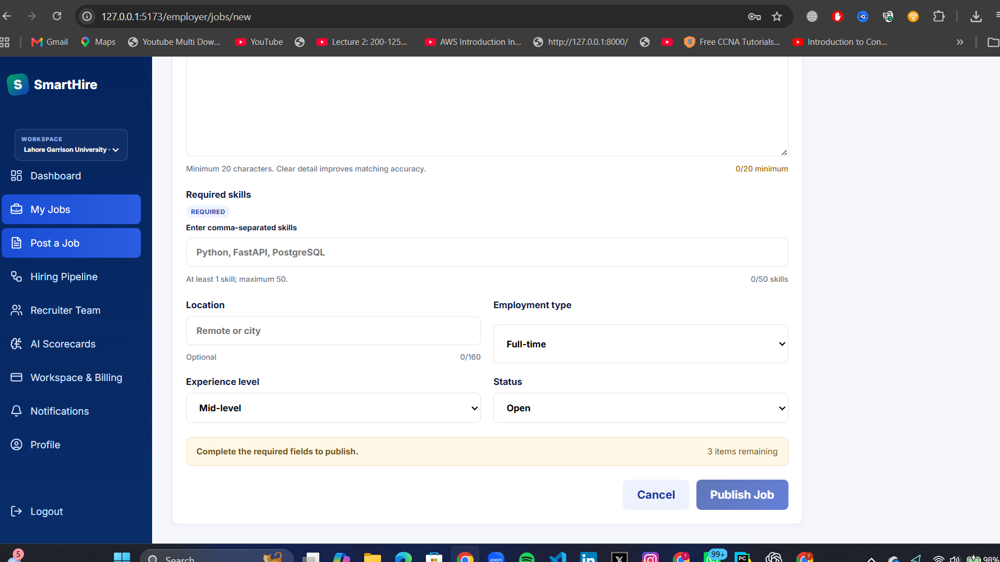 127.0.0.1:5173/employer/jobs/new
Gmail
Maps
Youtube Multi Dow...
YouTube
Lecture 2: 200-125...
AWS Introduction In...
http://127.0.0.1:8000/
Free CCNA Tutorials...
Introduction to Con...
S SmartHire
WORKSPACE
Lahore Garrison University ·
Dashboard
My Jobs
Post a Job
Hiring Pipeline
Recruiter Team
AI Scorecards
Workspace & Billing
Notifications
Profile
Logout
Minimum 20 characters. Clear detail improves matching accuracy.
0/20 minimum
Required skills
REQUIRED
Enter comma-separated skills
Python, FastAPI, PostgreSQL
At least 1 skill; maximum 50.
0/50 skills
Location
Remote or city
Optional
0/160
Employment type
Full-time
Experience level
Mid-level
Status
Open
Complete the required fields to publish.
3 items remaining
Cancel
Publish Job
5
Search
zoom
in
X
T
99+
PC
T
98%